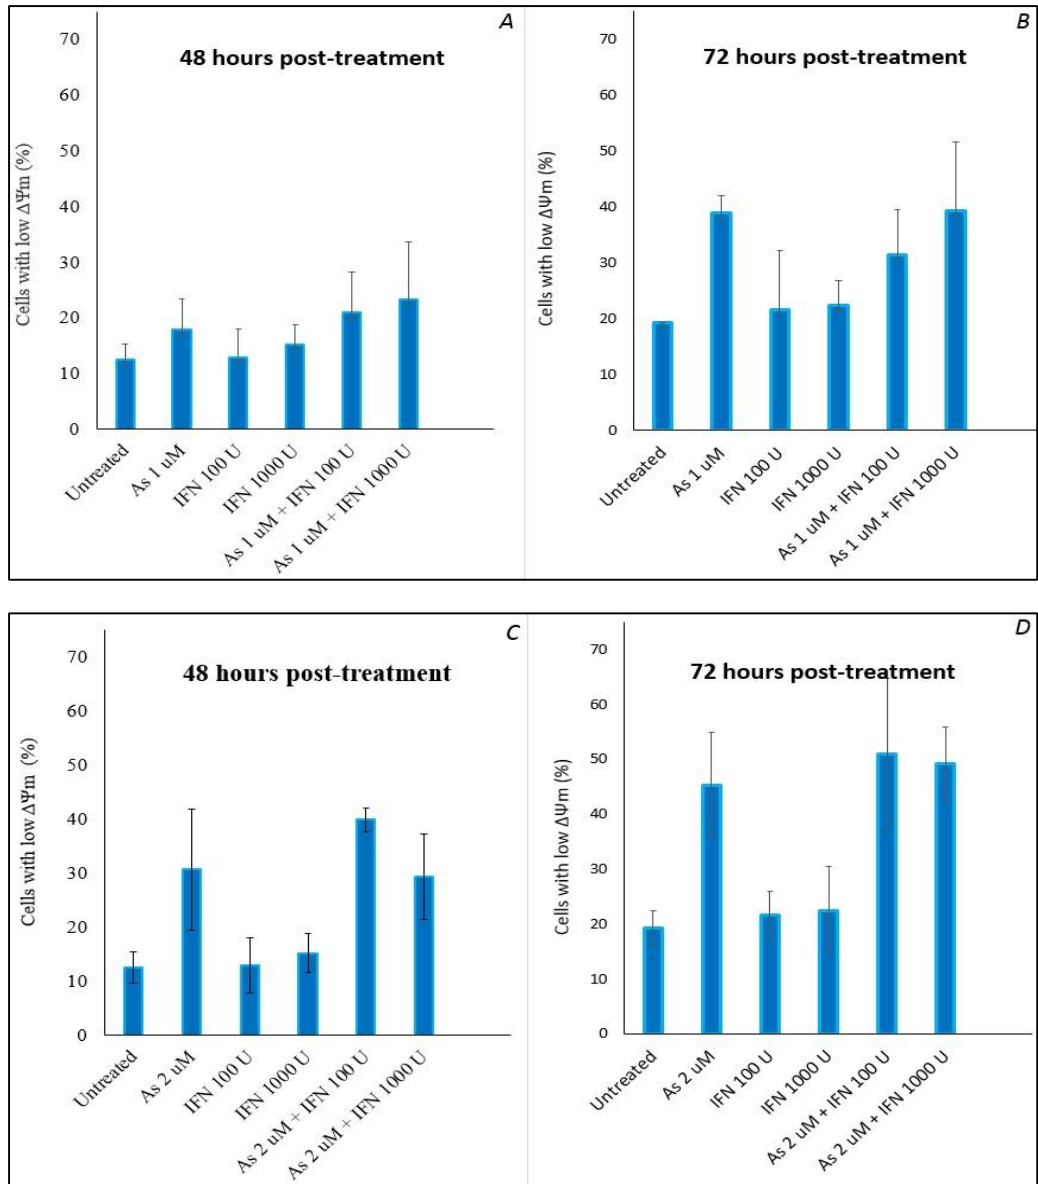 A
48 hours post-treatment
Cells with low ΔΨm (%)
70
60
50
40
30
20
10
0
Untreated
As 1 uM
IFN 100 U
IFN 1000 U
As 1 uM + IFN 100 U
As 1 uM + IFN 1000 U
B
72 hours post-treatment
Cells with low ΔΨm (%)
70
60
50
40
30
20
10
0
Untreated
As 1 uM
IFN 100 U
IFN 1000 U
As 1 uM + IFN 100 U
As 1 uM + IFN 1000 U
C
48 hours post-treatment
Cells with low ΔΨm (%)
70
60
50
40
30
20
10
0
Untreated
As 2 uM
IFN 100 U
IFN 1000 U
As 2 uM + IFN 100 U
As 2 uM + IFN 1000 U
D
72 hours post-treatment
Cells with low ΔΨm (%)
70
60
50
40
30
20
10
0
Untreated
As 2 uM
IFN 100 U
IFN 1000 U
As 2 uM + IFN 100 U
As 2 uM + IFN 1000 U